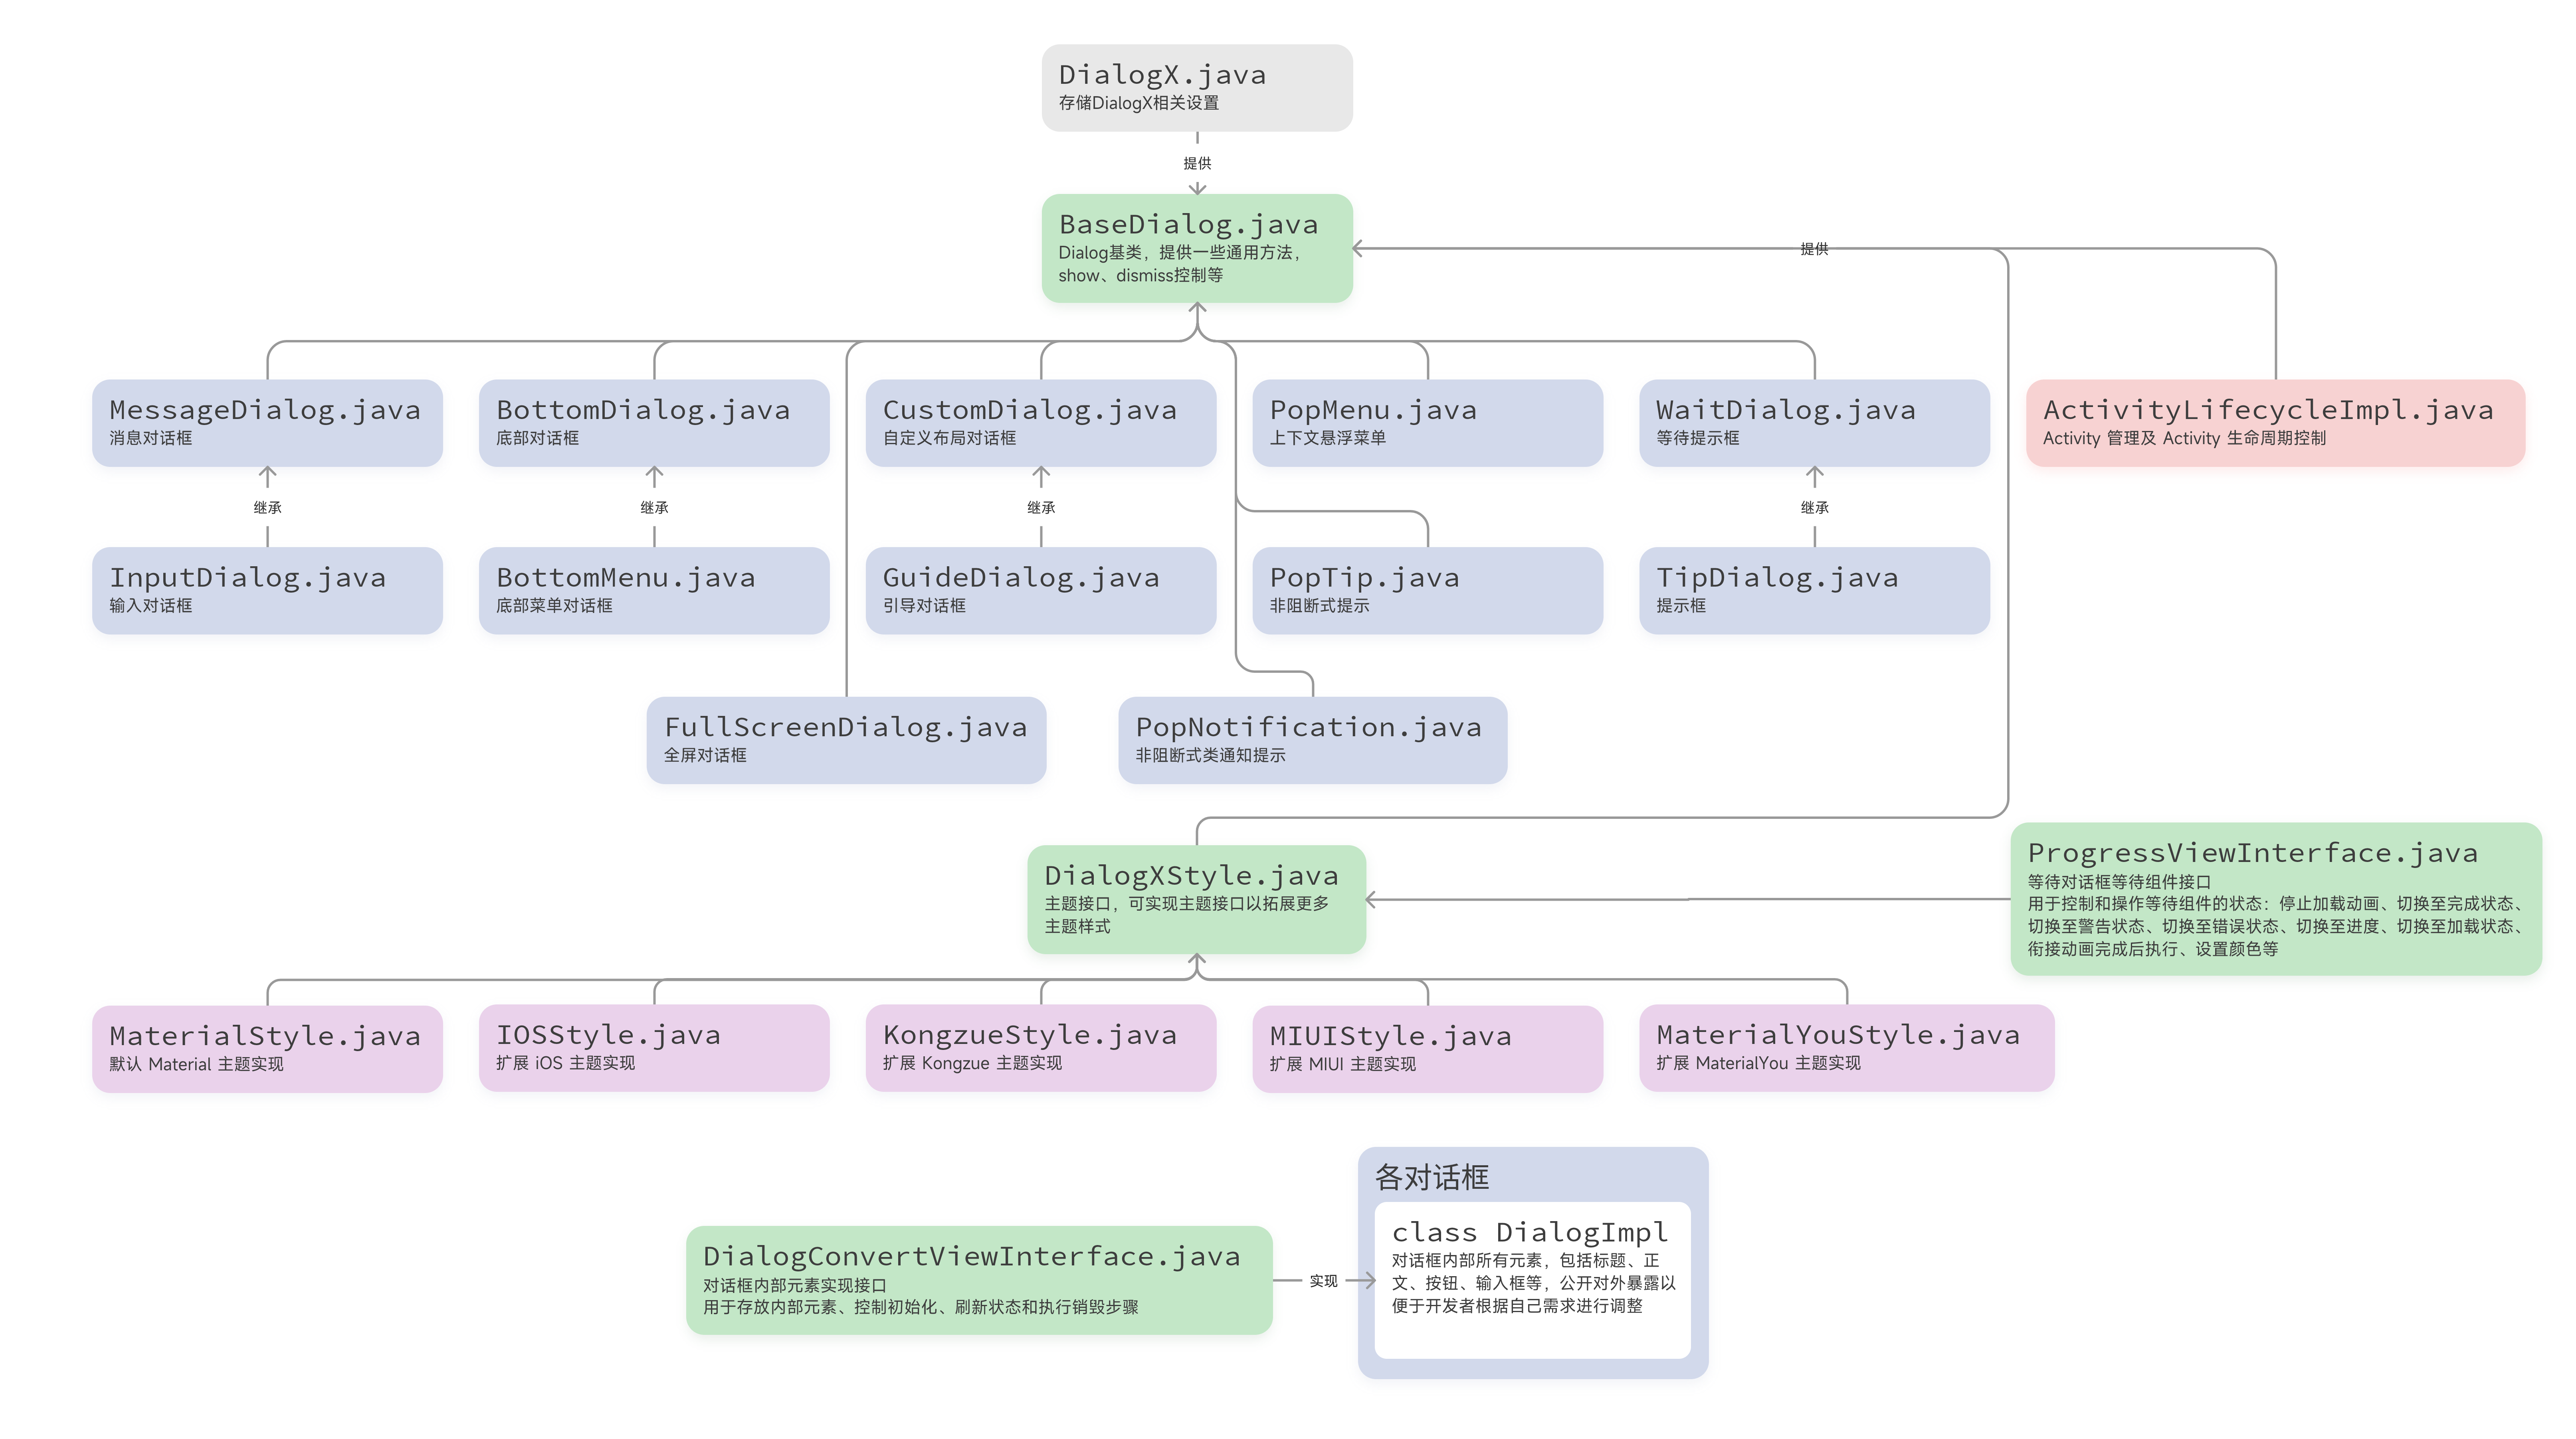 DialogX.java
存储DialogX相关设置
提供
BaseDialog.java
Dialog基类，提供一些通用方法，
show、dismiss控制等
提供
MessageDialog.java
消息对话框
BottomDialog.java
底部对话框
CustomDialog.java
自定义布局对话框
PopMenu.java
上下文悬浮菜单
WaitDialog.java
等待提示框
ActivityLifecycleImpl.java
Activity 管理及 Activity 生命周期控制
继承
继承
继承
继承
InputDialog.java
输入对话框
BottomMenu.java
底部菜单对话框
GuideDialog.java
引导对话框
PopTip.java
非阻断式提示
TipDialog.java
提示框
FullScreenDialog.java
全屏对话框
PopNotification.java
非阻断式类通知提示
DialogXStyle.java
主题接口，可实现主题接口以拓展更多
主题样式
ProgressViewInterface.java
等待对话框等待组件接口
用于控制和操作等待组件的状态：停止加载动画、切换至完成状态、
切换至警告状态、切换至错误状态、切换至进度、切换至加载状态、
衔接动画完成后执行、设置颜色等
MaterialStyle.java
默认 Material 主题实现
IOSStyle.java
扩展 iOS 主题实现
KongzueStyle.java
扩展 Kongzue 主题实现
MIUIStyle.java
扩展 MIUI 主题实现
MaterialYouStyle.java
扩展 MaterialYou 主题实现
DialogConvertViewInterface.java
对话框内部元素实现接口
用于存放内部元素、控制初始化、刷新状态和执行销毁步骤
实现
各对话框
class DialogImpl
对话框内部所有元素，包括标题、正
文、按钮、输入框等，公开对外暴露以
便于开发者根据自己需求进行调整